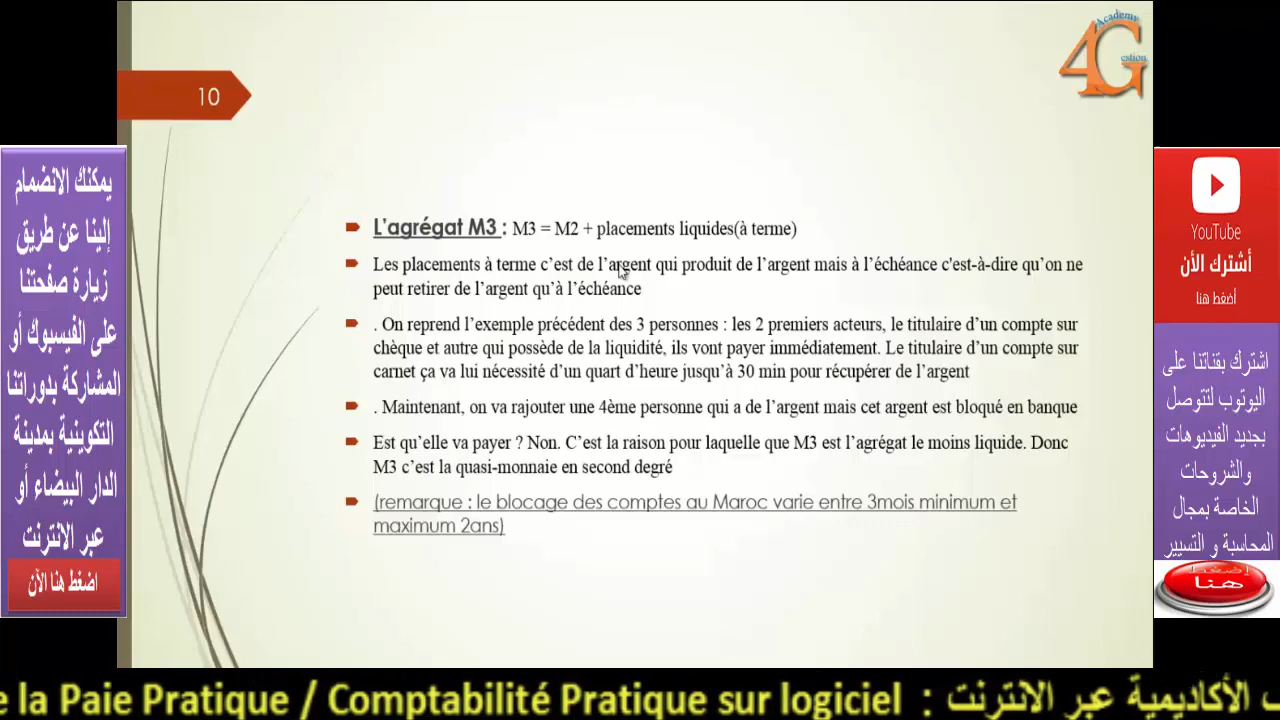 10
4G
Academy
estion
L'agrégat M3 : M3 = M2 + placements liquides(à terme)
Les placements à terme c'est de l'argent qui produit de l'argent mais à l'échéance c'est-à-dire qu'on ne
peut retirer de l'argent qu'à l'échéance
. On reprend l'exemple précédent des 3 personnes : les 2 premiers acteurs, le titulaire d'un compte sur
chèque et autre qui possède de la liquidité, ils vont payer immédiatement. Le titulaire d'un compte sur
carnet ça va lui nécessité d'un quart d'heure jusqu'à 30 min pour récupérer de l'argent
. Maintenant, on va rajouter une 4ème personne qui a de l'argent mais cet argent est bloqué en banque
Est qu'elle va payer ? Non. C'est la raison pour laquelle que M3 est l'agrégat le moins liquide. Donc
M3 c'est la quasi-monnaie en second degré
(remarque : le blocage des comptes au Maroc varie entre 3mois minimum et
maximum 2ans)
يمكنك الانضمام
إلينا عن طريق
زيارة صفحتنا
على الفيسبوك أو
المشاركة بدوراتنا
التكوينية بمدينة
الدار البيضاء أو
عبر الانترنت
اضغط هنا الآن
YouTube
أشترك الأن
أضغط هنا
اشترك بقناتنا على
اليوتوب لتتوصل
بجديد الفيديوهات
والشروحات
الخاصة بمجال
المحاسبة و التسيير
إضغط
هنا
e la Paie Pratique / Comptabilité Pratique sur logiciel : ف الأكاديمية عبر الانترنت